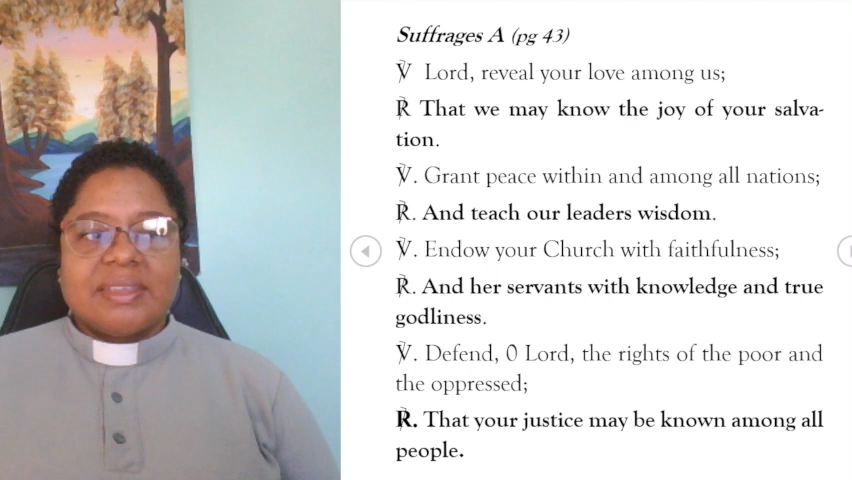 Suffrages A (pg 43)
℣ Lord, reveal your love among us;
℟ That we may know the joy of your salva-
tion.
℣. Grant peace within and among all nations;
℟. And teach our leaders wisdom.
℣. Endow your Church with faithfulness;
℟. And her servants with knowledge and true
godliness.
℣. Defend, 0 Lord, the rights of the poor and
the oppressed;
℟. That your justice may be known among all
people.